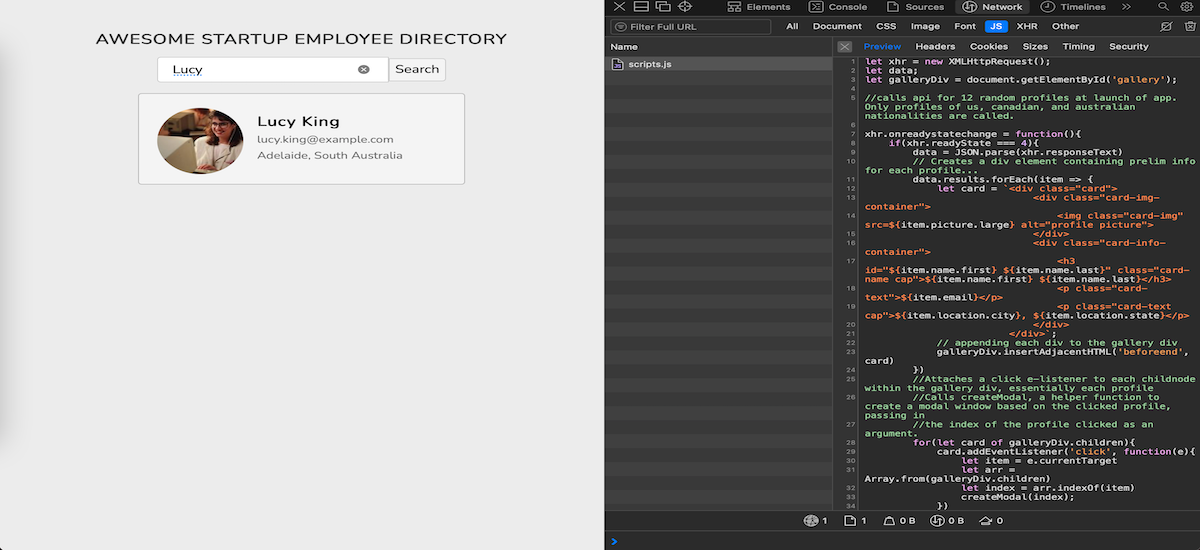 AWESOME STARTUP EMPLOYEE DIRECTORY
Lucy
Search
Lucy King
lucy.king@example.com
Adelaide, South Australia
Elements Console Sources Network Timelines
Filter Full URL All Document CSS Image Font JS XHR Other
Name
scripts.js
Preview Headers Cookies Sizes Timing Security
1 let xhr = new XMLHttpRequest();
2 let data;
3 let galleryDiv = document.getElementById('gallery');
4
5 //calls api for 12 random profiles at launch of app.
Only profiles of us, canadian, and australian
nationalities are called.
6
7 xhr.onreadystatechange = function(){
8 if(xhr.readyState === 4){
9 data = JSON.parse(xhr.responseText)
10 // Creates a div element containing prelim info
for each profile...
11 data.results.forEach(item => {
12 let card = `<div class="card">
13 <div class="card-img-
container">
14 <img class="card-img"
src=${item.picture.large} alt="profile picture">
15 </div>
16 <div class="card-info-
container">
17 <h3
id="${item.name.first} ${item.name.last}" class="card-
name cap">${item.name.first} ${item.name.last}</h3>
18 <p class="card-
text">${item.email}</p>
19 <p class="card-text
cap">${item.location.city}, ${item.location.state}</p>
20 </div>
21 </div>`;
22 // appending each div to the gallery div
23 galleryDiv.insertAdjacentHTML('beforeend',
card)
24 })
25 //Attaches a click e-listener to each childnode
within the gallery div, essentially each profile
26 //Calls createModal, a helper function to
create a modal window based on the clicked profile,
passing in
27 //the index of the profile clicked as an
argument.
28 for(let card of galleryDiv.children){
29 card.addEventListener('click', function(e){
30 let item = e.currentTarget
31 let arr =
Array.from(galleryDiv.children)
32 let index = arr.indexOf(item)
33 createModal(index);
34 })
1 1 0 B 0 B 0